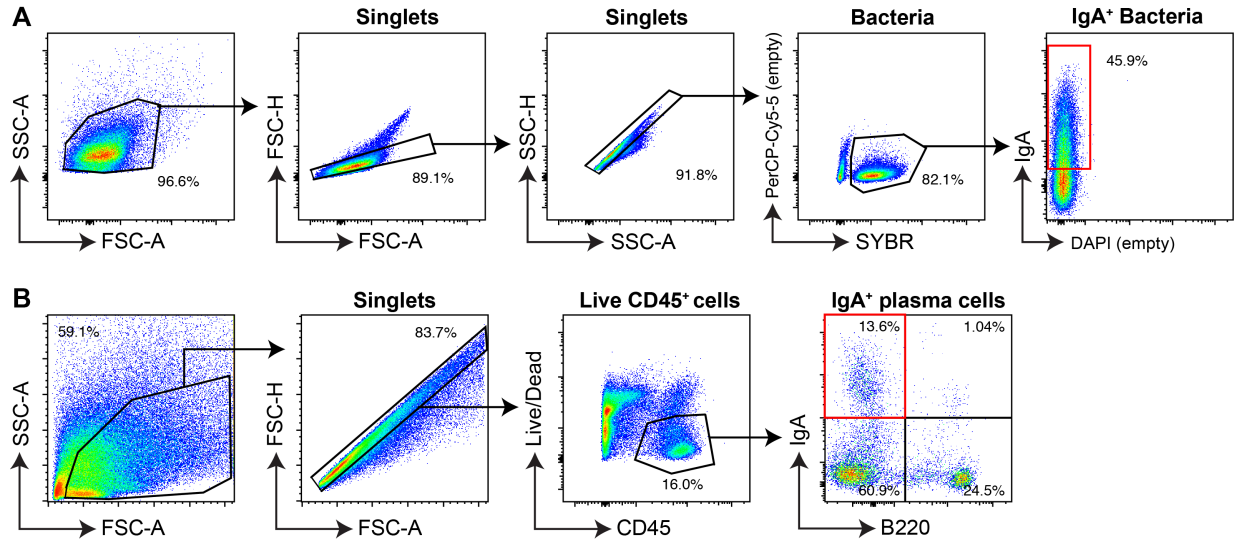 A
Singlets
Singlets
Bacteria
IgA⁺ Bacteria
SSC-A
96.6%
FSC-A
FSC-H
89.1%
FSC-A
SSC-H
91.8%
SSC-A
PerCP-Cy5-5 (empty)
82.1%
SYBR
IgA
45.9%
DAPI (empty)
B
Singlets
Live CD45⁺ cells
IgA⁺ plasma cells
SSC-A
59.1%
FSC-A
FSC-H
83.7%
FSC-A
Live/Dead
16.0%
CD45
IgA
13.6%
1.04%
60.9%
24.5%
B220